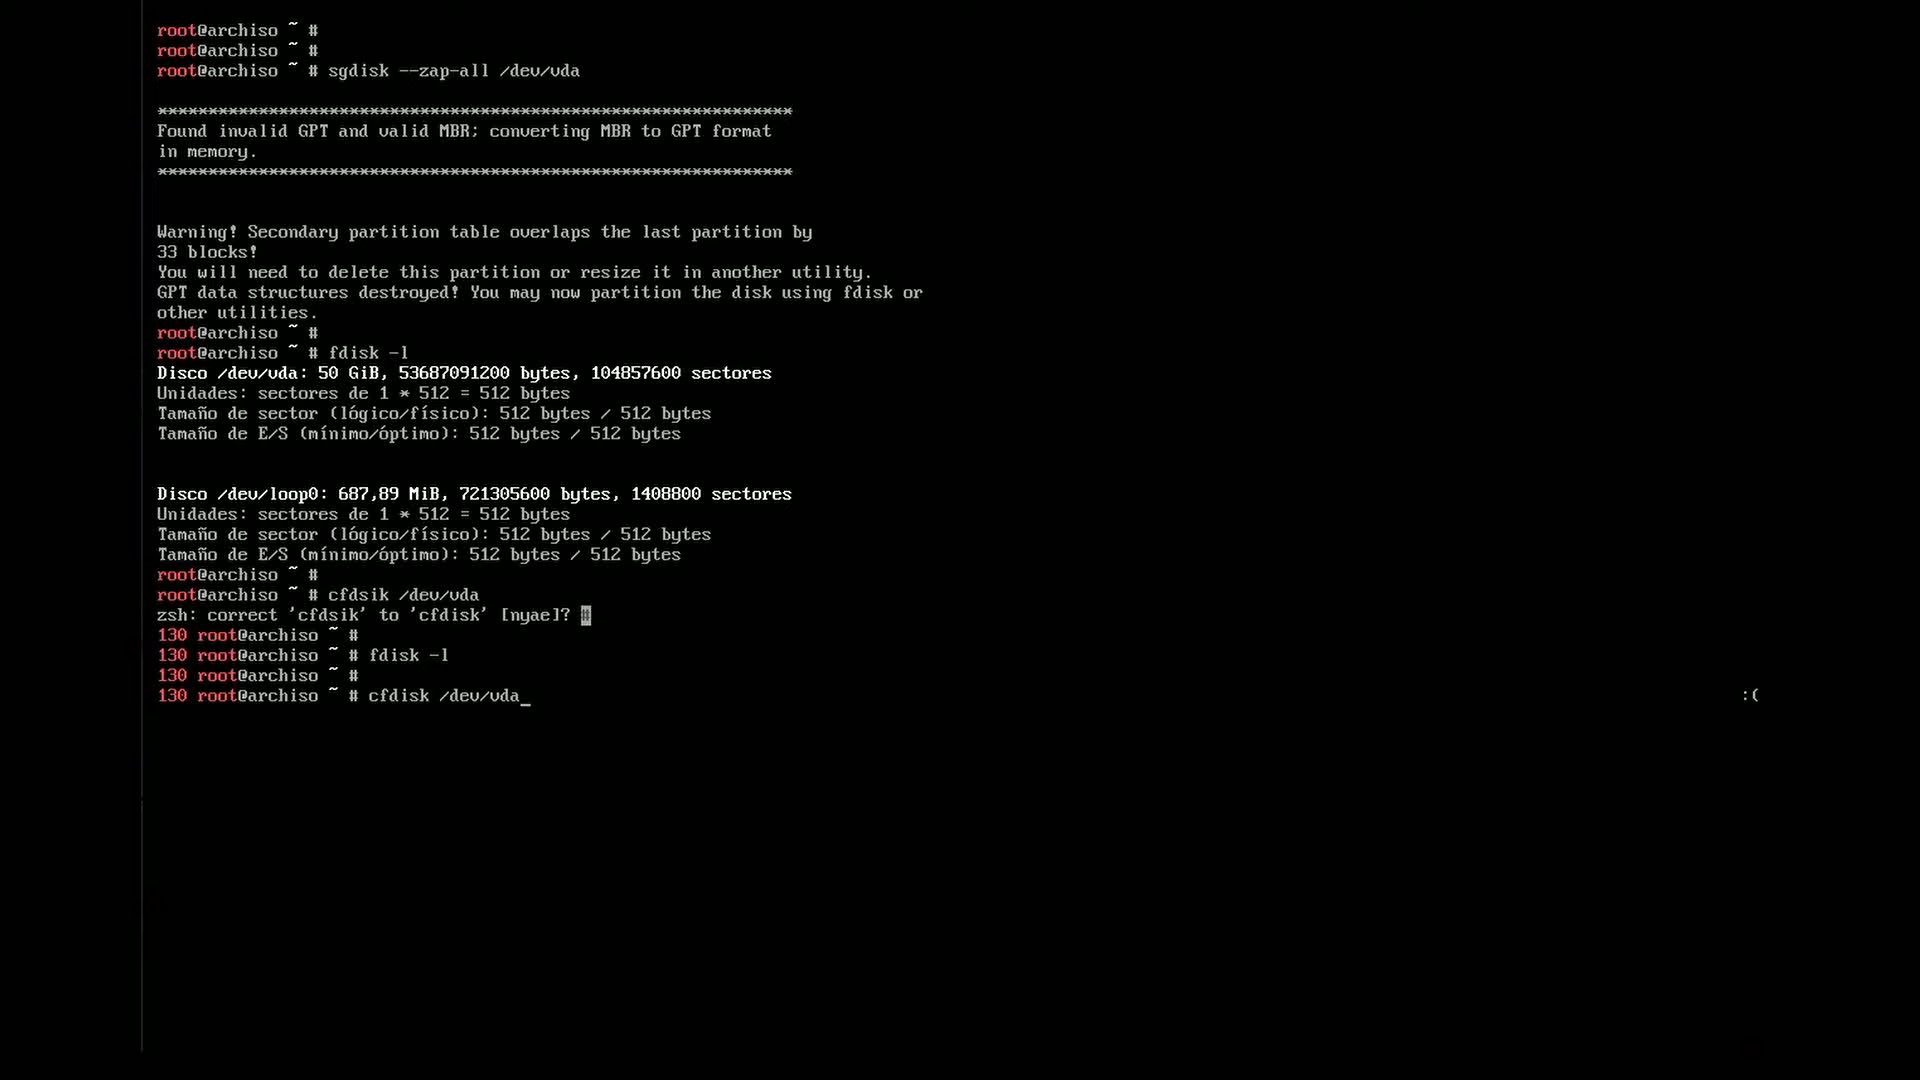 root@archiso ~ #
root@archiso ~ #
root@archiso ~ # sgdisk --zap-all /dev/vda
***************************************************************
Found invalid GPT and valid MBR; converting MBR to GPT format
in memory.
***************************************************************
Warning! Secondary partition table overlaps the last partition by
33 blocks!
You will need to delete this partition or resize it in another utility.
GPT data structures destroyed! You may now partition the disk using fdisk or
other utilities.
root@archiso ~ #
root@archiso ~ # fdisk -l
Disco /dev/vda: 50 GiB, 53687091200 bytes, 104857600 sectores
Unidades: sectores de 1 * 512 = 512 bytes
Tamaño de sector (lógico/físico): 512 bytes / 512 bytes
Tamaño de E/S (mínimo/óptimo): 512 bytes / 512 bytes
Disco /dev/loop0: 687,89 MiB, 721305600 bytes, 1408800 sectores
Unidades: sectores de 1 * 512 = 512 bytes
Tamaño de sector (lógico/físico): 512 bytes / 512 bytes
Tamaño de E/S (mínimo/óptimo): 512 bytes / 512 bytes
root@archiso ~ #
root@archiso ~ # cfdsik /dev/vda
zsh: correct 'cfdsik' to 'cfdisk' [nyae]? #
130 root@archiso ~ #
130 root@archiso ~ # fdisk -l
130 root@archiso ~ #
130 root@archiso ~ # cfdisk /dev/vda_ :(